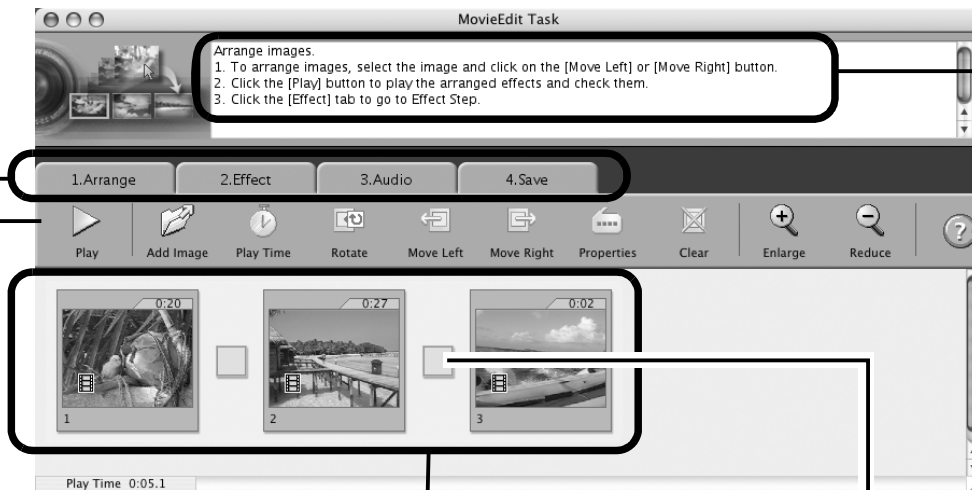 MovieEdit Task
Arrange images.
1. To arrange images, select the image and click on the [Move Left] or [Move Right] button.
2. Click the [Play] button to play the arranged effects and check them.
3. Click the [Effect] tab to go to Effect Step.
1.Arrange 2.Effect 3.Audio 4.Save
Play Add Image Play Time Rotate Move Left Move Right Properties Clear Enlarge Reduce ?
0:20 0:27 0:02
1 2 3
Play Time 0:05.1